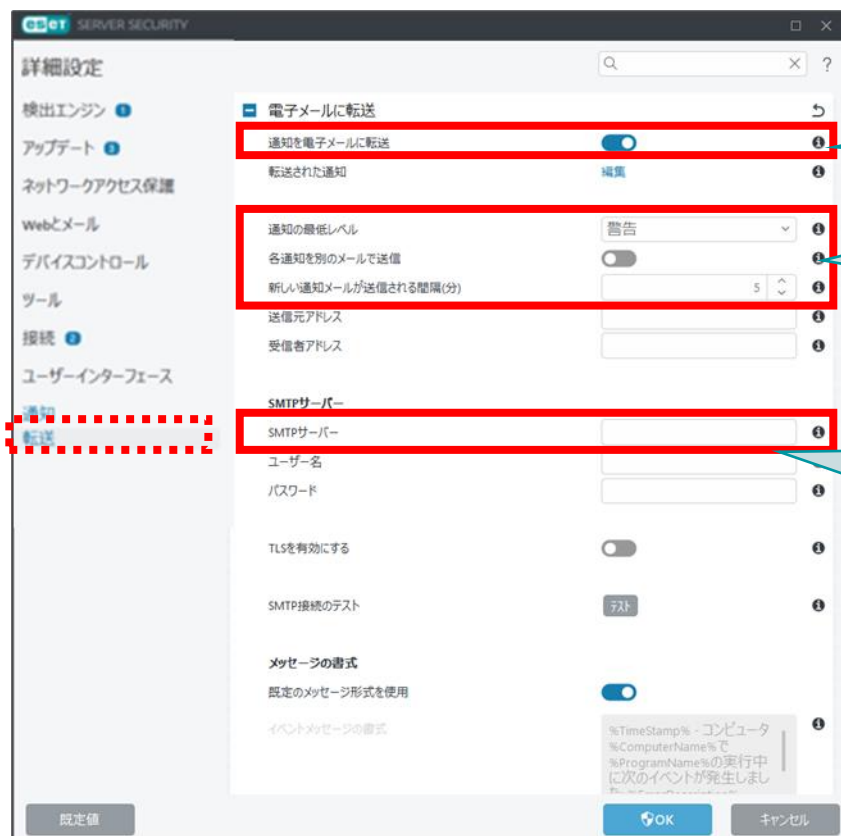 eset SERVER SECURITY
詳細設定
?
検出エンジン 1
アップデート 3
ネットワークアクセス保護
Webとメール
デバイスコントロール
ツール
接続 2
ユーザーインターフェース
通知
転送
電子メールに転送
通知を電子メールに転送
転送された通知 編集
通知の最低レベル 警告
各通知を別のメールで送信
新しい通知メールが送信される間隔(分) 5
送信元アドレス
受信者アドレス
SMTPサーバー
SMTPサーバー
ユーザー名
パスワード
TLSを有効にする
SMTP接続のテスト テスト
メッセージの書式
既定のメッセージ形式を使用
イベントメッセージの書式
%TimeStamp% - コンピュータ
%ComputerName%で
%ProgramName%の実行中
に次のイベントが発生しまし
既定値 OK キャンセル